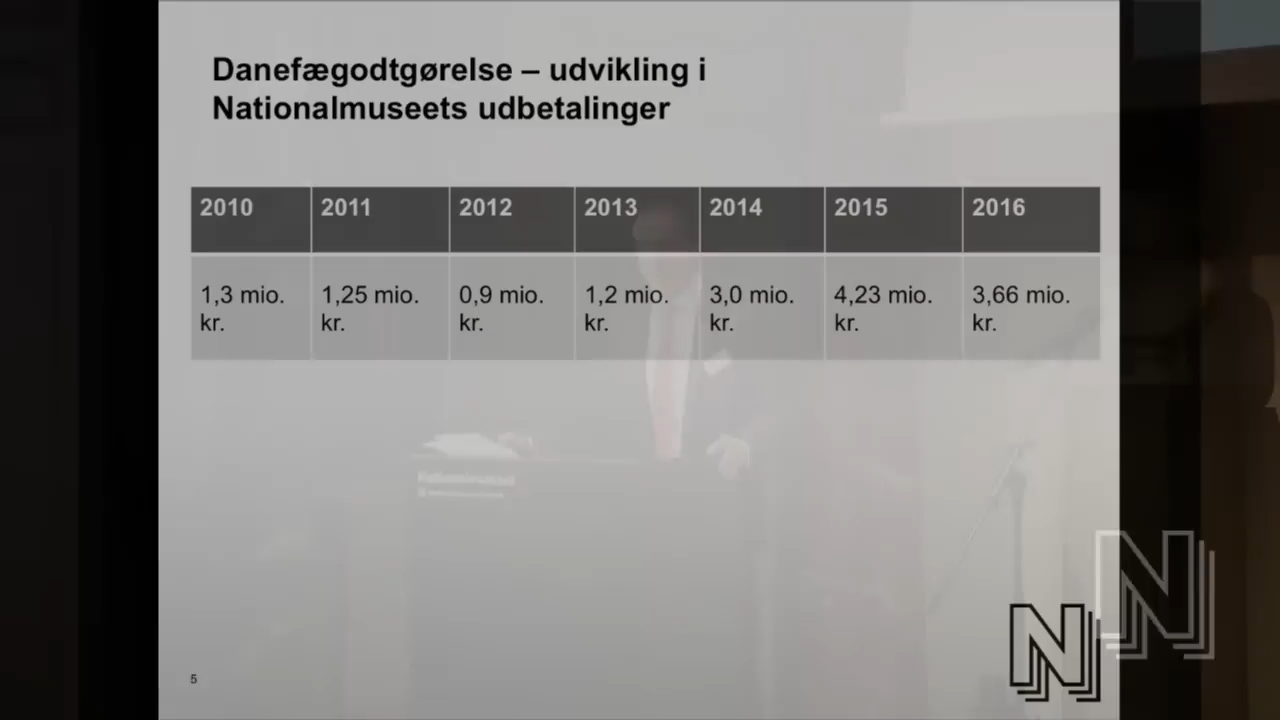 Danefægodtgørelse – udvikling i
Nationalmuseets udbetalinger
2010 2011 2012 2013 2014 2015 2016
1,3 mio. 1,25 mio. 0,9 mio. 1,2 mio. 3,0 mio. 4,23 mio. 3,66 mio.
kr. kr. kr. kr. kr. kr. kr.
5
N
N